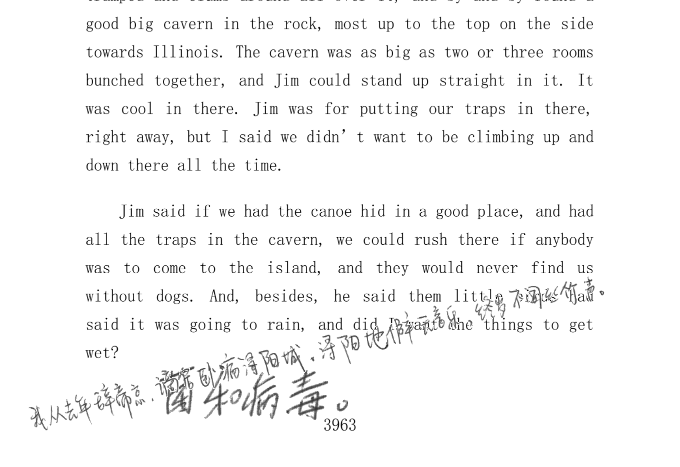 good big cavern in the rock, most up to the top on the side
towards Illinois. The cavern was as big as two or three rooms
bunched together, and Jim could stand up straight in it. It
was cool in there. Jim was for putting our traps in there,
right away, but I said we didn’t want to be climbing up and
down there all the time.
Jim said if we had the canoe hid in a good place, and had
all the traps in the cavern, we could rush there if anybody
was to come to the island, and they would never find us
without dogs. And, besides, he said them little birds had
said it was going to rain, and did I want the things to get
wet?
我从去年辞帝京,谪居卧病浔阳城.浔阳地僻无音乐,终岁不闻丝竹声。
菌和病毒。
3963